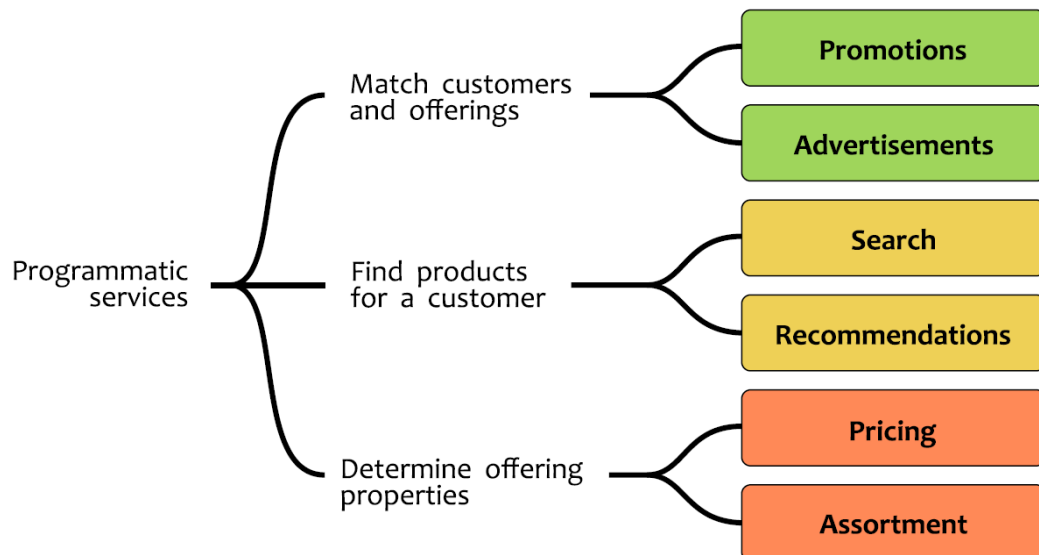 Programmatic
services
Match customers
and offerings
Promotions
Advertisements
Find products
for a customer
Search
Recommendations
Determine offering
properties
Pricing
Assortment